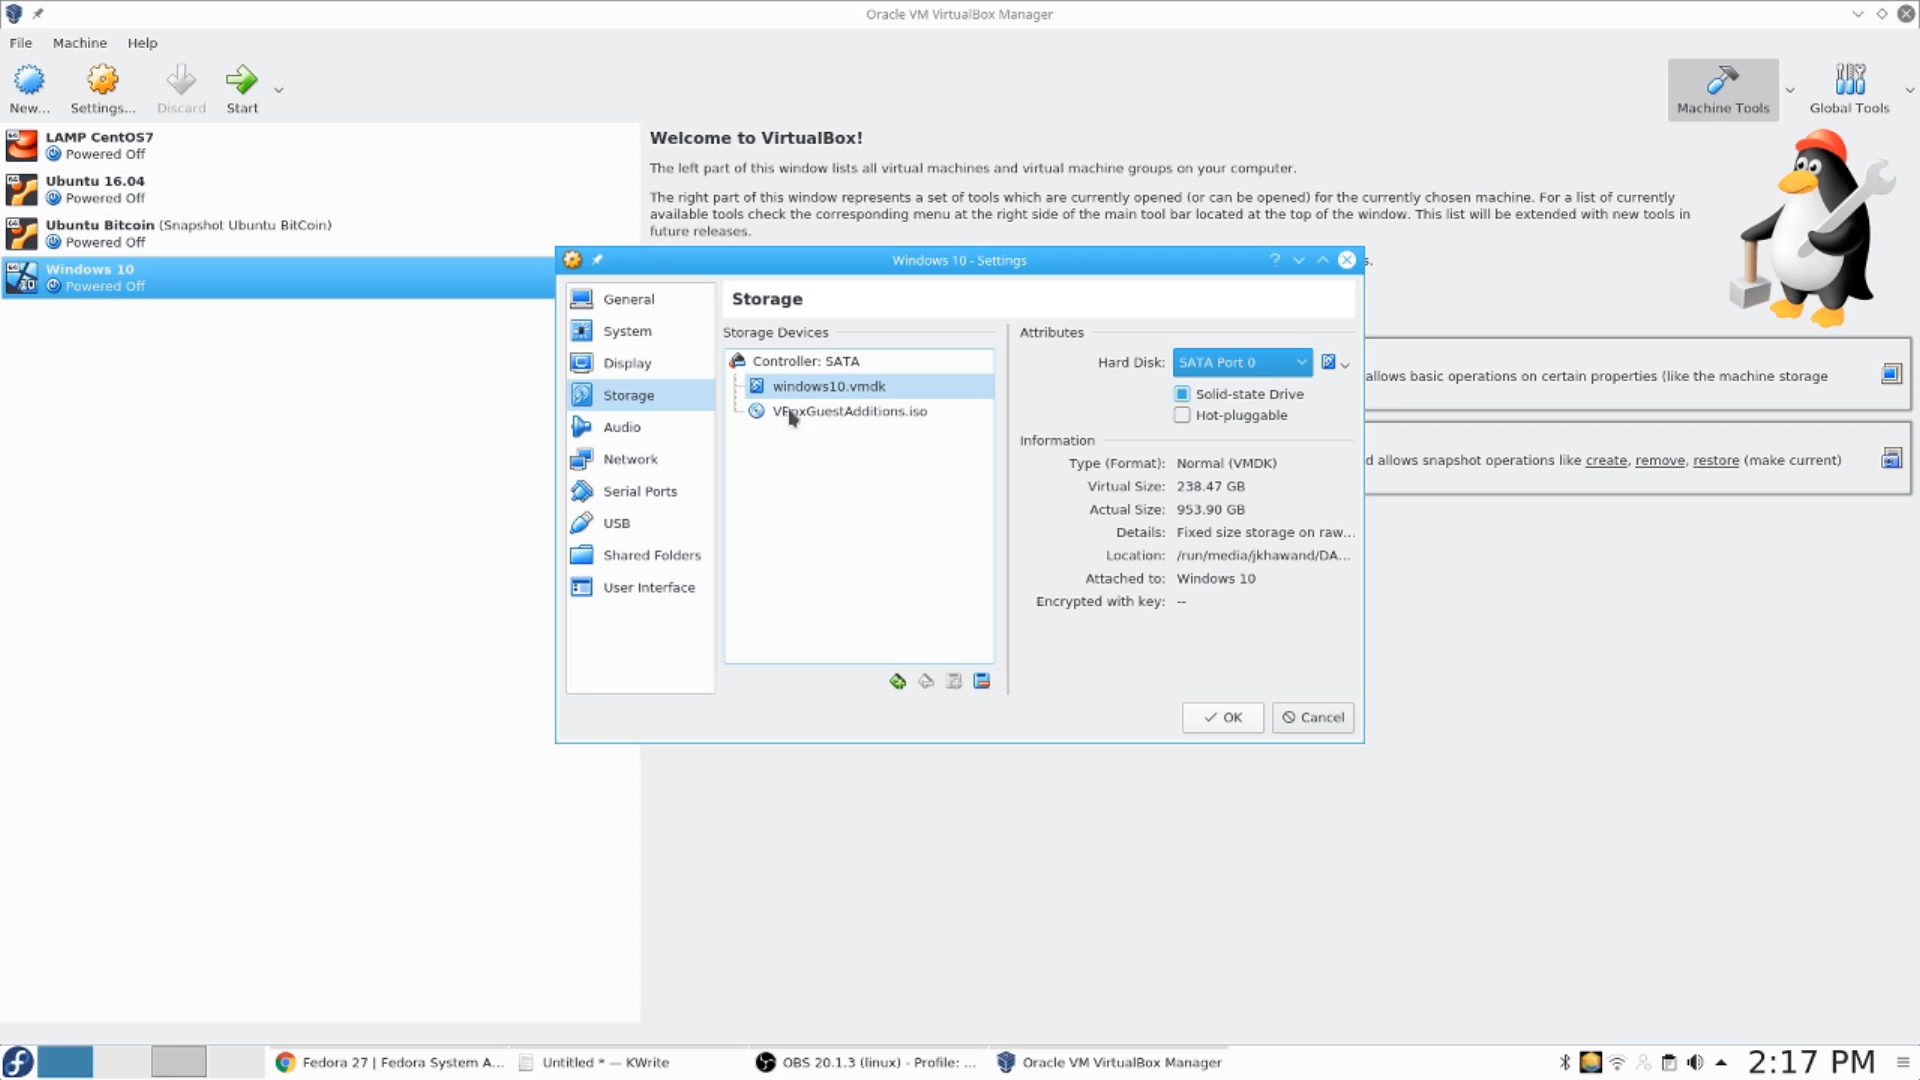 Oracle VM VirtualBox Manager
File Machine Help
New... Settings... Discard Start
Machine Tools Global Tools
LAMP CentOS7
Powered Off
Ubuntu 16.04
Powered Off
Ubuntu Bitcoin (Snapshot Ubuntu BitCoin)
Powered Off
Windows 10
Powered Off
Welcome to VirtualBox!
The left part of this window lists all virtual machines and virtual machine groups on your computer.
The right part of this window represents a set of tools which are currently opened (or can be opened) for the currently chosen machine. For a list of currently
available tools check the corresponding menu at the right side of the main tool bar located at the top of the window. This list will be extended with new tools in
future releases.
s.
allows basic operations on certain properties (like the machine storage
d allows snapshot operations like create, remove, restore (make current)
Windows 10 - Settings
General
System
Display
Storage
Audio
Network
Serial Ports
USB
Shared Folders
User Interface
Storage
Storage Devices
Controller: SATA
windows10.vmdk
VBoxGuestAdditions.iso
Attributes
Hard Disk: SATA Port 0
Solid-state Drive
Hot-pluggable
Information
Type (Format): Normal (VMDK)
Virtual Size: 238.47 GB
Actual Size: 953.90 GB
Details: Fixed size storage on raw...
Location: /run/media/jkhawand/DA...
Attached to: Windows 10
Encrypted with key: --
OK Cancel
Fedora 27 | Fedora System A... Untitled * — KWrite OBS 20.1.3 (linux) - Profile: ... Oracle VM VirtualBox Manager 2:17 PM